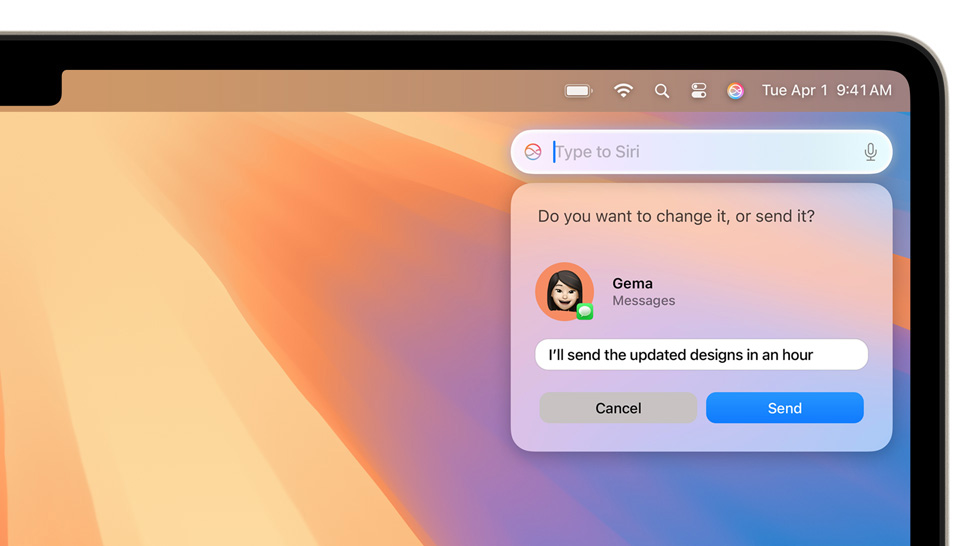 Tue Apr 1 9:41 AM
Type to Siri
Do you want to change it, or send it?
Gema
Messages
I’ll send the updated designs in an hour
Cancel
Send